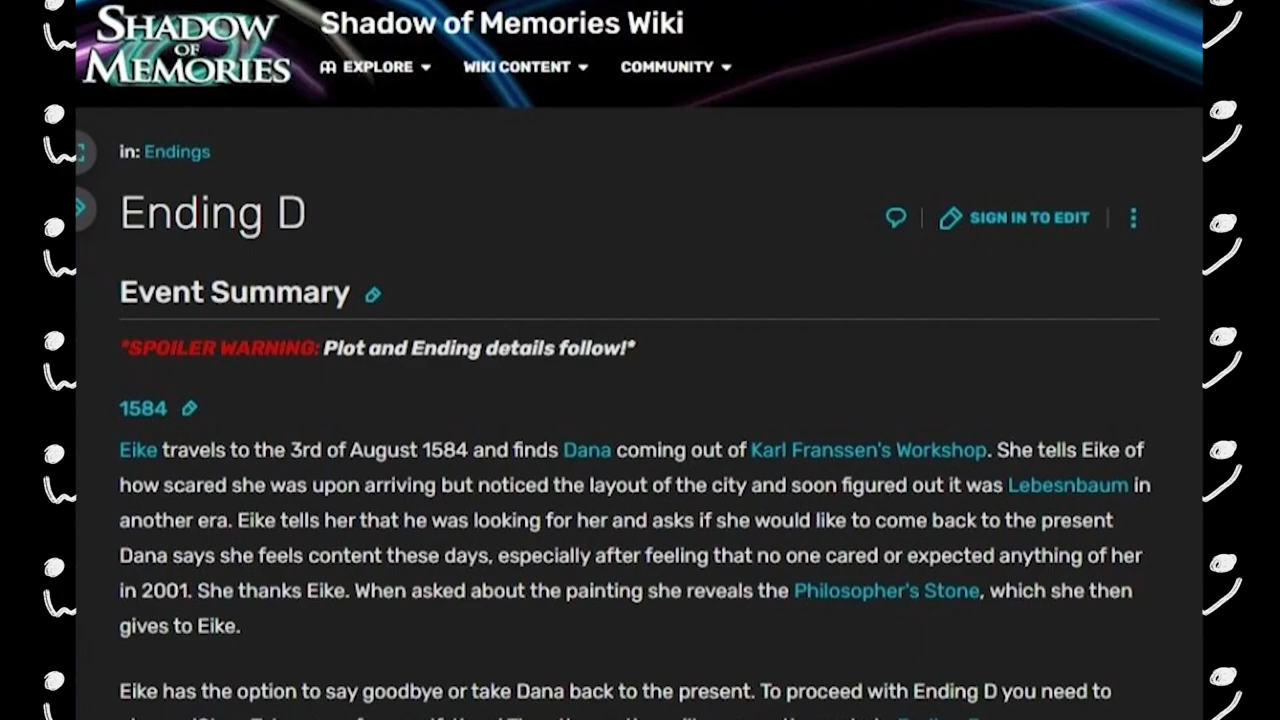 SHADOW
OF
MEMORIES
Shadow of Memories Wiki
EXPLORE
WIKI CONTENT
COMMUNITY
in: Endings
Ending D
SIGN IN TO EDIT
Event Summary
*SPOILER WARNING: Plot and Ending details follow!*
1584
Eike travels to the 3rd of August 1584 and finds Dana coming out of Karl Franssen's Workshop. She tells Eike of
how scared she was upon arriving but noticed the layout of the city and soon figured out it was Lebesnbaum in
another era. Eike tells her that he was looking for her and asks if she would like to come back to the present
Dana says she feels content these days, especially after feeling that no one cared or expected anything of her
in 2001. She thanks Eike. When asked about the painting she reveals the Philosopher's Stone, which she then
gives to Eike.
Eike has the option to say goodbye or take Dana back to the present. To proceed with Ending D you need to